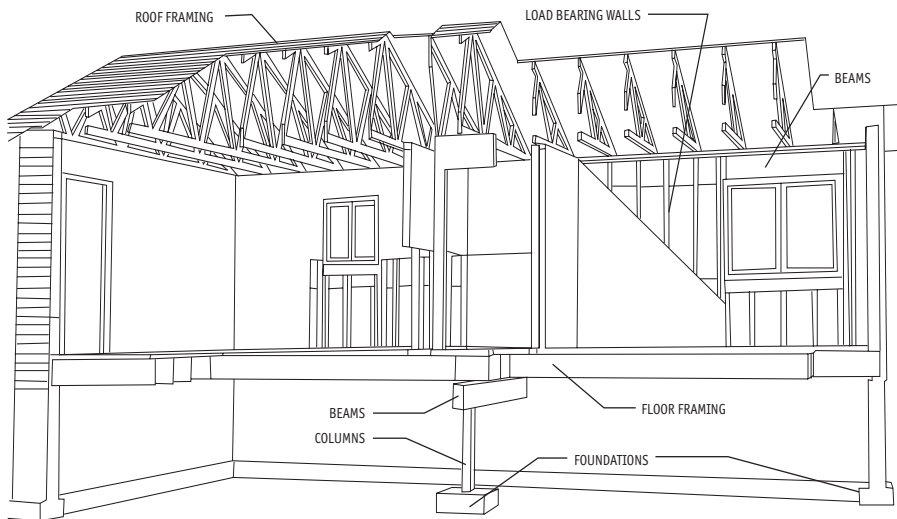 ROOF FRAMING
LOAD BEARING WALLS
BEAMS
BEAMS
FLOOR FRAMING
COLUMNS
FOUNDATIONS